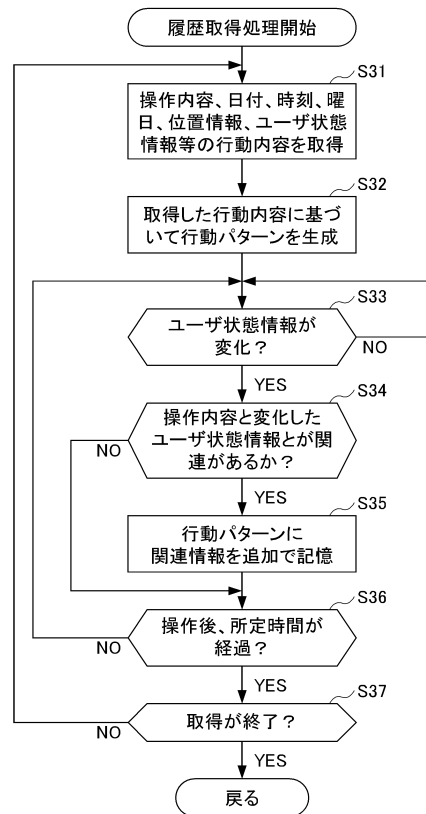 履歴取得処理開始
S31
操作内容、日付、時刻、曜
日、位置情報、ユーザ状態
情報等の行動内容を取得
S32
取得した行動内容に基づ
いて行動パターンを生成
S33
ユーザ状態情報が
変化？
NO
YES
S34
操作内容と変化した
ユーザ状態情報とが関
連があるか？
NO
YES
S35
行動パターンに
関連情報を追加で記憶
S36
操作後、所定時間が
経過？
NO
YES
S37
取得が終了？
NO
YES
戻る